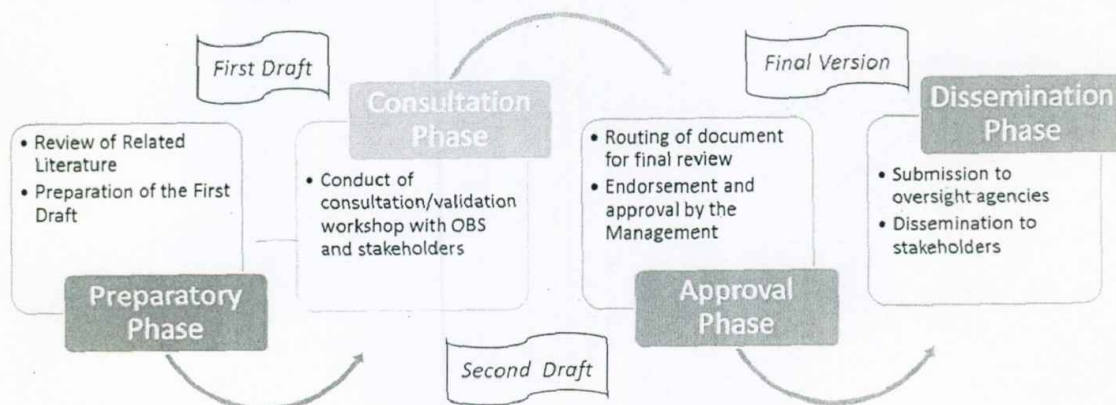 First Draft
• Review of Related
Literature
• Preparation of the First
Draft
Preparatory
Phase
Consultation
Phase
• Conduct of
consultation/validation
workshop with OBS
and stakeholders
Second Draft
• Routing of document
for final review
• Endorsement and
approval by the
Management
Approval
Phase
Final Version
Dissemination
Phase
• Submission to
oversight agencies
• Dissemination to
stakeholders